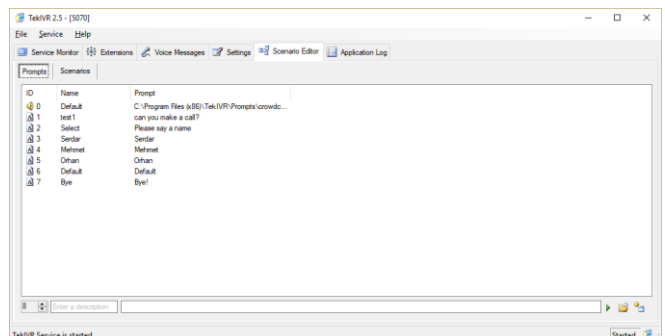 TekIVR 2.5 - [5070]
File Service Help
Service Monitor Extensions Voice Messages Settings Scenario Editor Application Log
Prompts Scenarios
ID Name Prompt
0 Default C:\Program Files (x86)\TekIVR\Prompts\crowdc...
1 test1 can you make a call?
2 Select Please say a name
3 Serdar Serdar
4 Mehmet Mehmet
5 Orhan Orhan
6 Default Default
7 Bye Bye!
8 Enter a description
TekIVR Service is started. Started